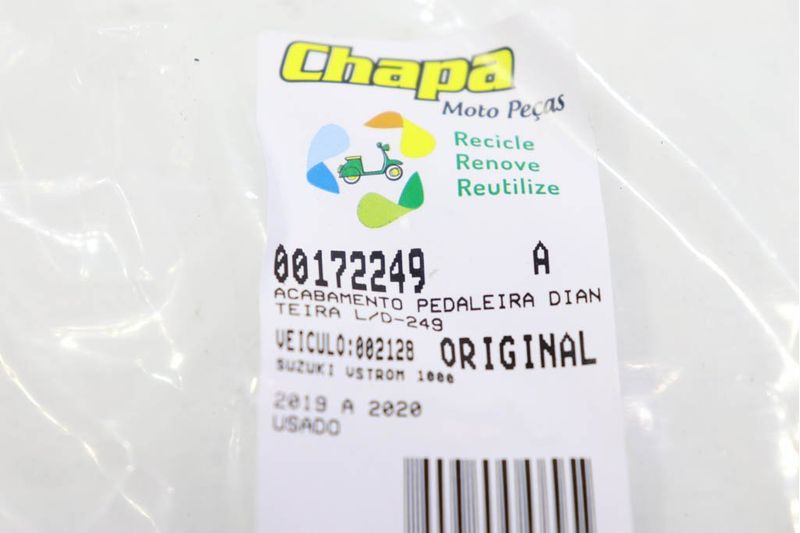 Chapa
Moto Peças
Recicle
Renove
Reutilize
00172249 A
ACABAMENTO PEDALEIRA DIAN
TEIRA L/D-249
VEICULO:002128 ORIGINAL
SUZUKI VSTROM 1000
2019 A 2020
USADO